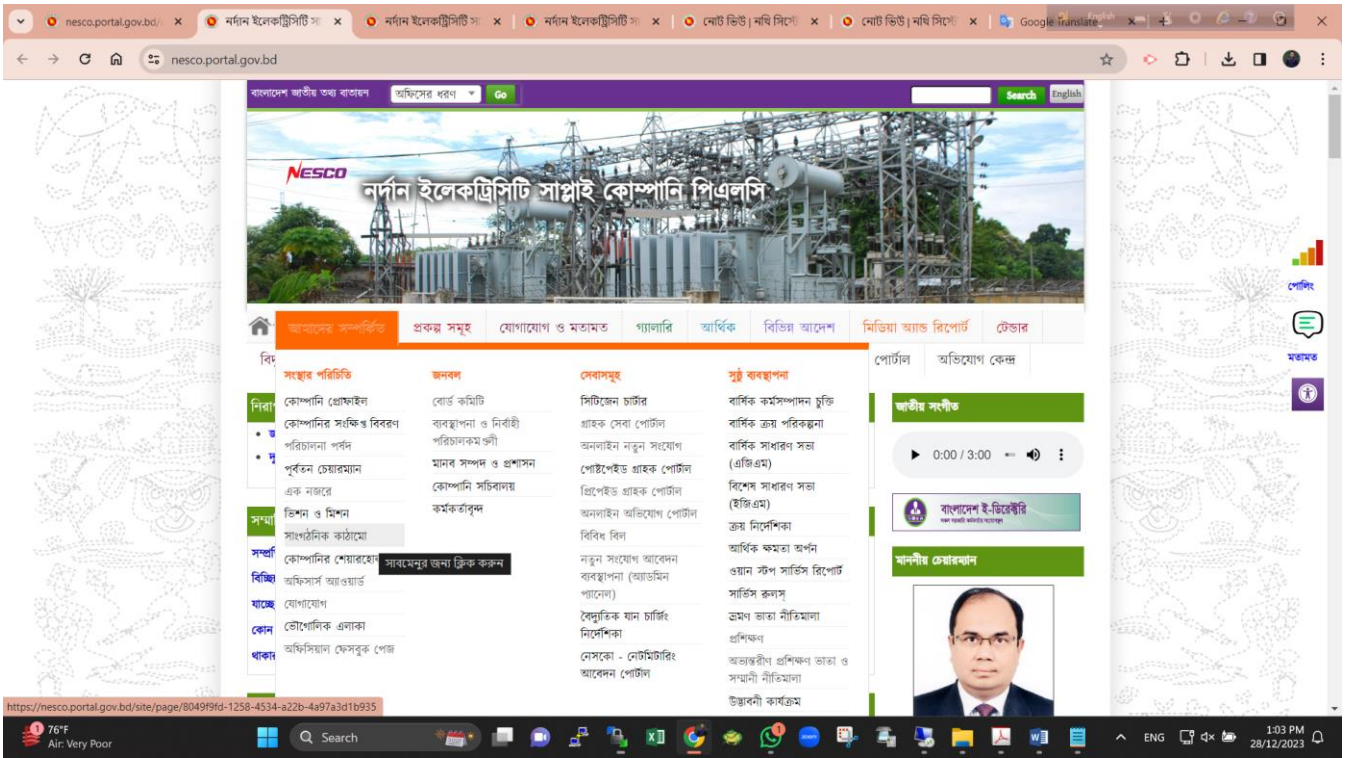 nesco.portal.gov.bd/
নর্দান ইলেকট্রিসিটি সা
নর্দান ইলেকট্রিসিটি সা
নর্দান ইলেকট্রিসিটি সা
নোট ভিউ | নথি সিস্টে
নোট ভিউ | নথি সিস্টে
Google Translate
nesco.portal.gov.bd
বাংলাদেশ জাতীয় তথ্য বাতায়ন
অফিসের ধরণ
Go
Search
English
NESCO
নর্দান ইলেকট্রিসিটি সাপ্লাই কোম্পানি পিএলসি
আমাদের সম্পর্কিত প্রকল্প সমূহ যোগাযোগ ও মতামত গ্যালারি আর্থিক বিভিন্ন আদেশ মিডিয়া অ্যান্ড রিপোর্ট টেন্ডার
পোর্টাল অভিযোগ কেন্দ্র
সংস্থার পরিচিতি
কোম্পানি প্রোফাইল
কোম্পানির সংক্ষিপ্ত বিবরণ
পরিচালনা পর্ষদ
পূর্বতন চেয়ারম্যান
এক নজরে
ভিশন ও মিশন
সাংগঠনিক কাঠামো
কোম্পানির শেয়ারহো
সাবমেনুর জন্য ক্লিক করুন
অফিসার্স অ্যাওয়ার্ড
যোগাযোগ
ভৌগোলিক এলাকা
অফিসিয়াল ফেসবুক পেজ
জনবল
বোর্ড কমিটি
ব্যবস্থাপনা ও নির্বাহী
পরিচালকমণ্ডলী
মানব সম্পদ ও প্রশাসন
কোম্পানি সচিবালয়
কর্মকর্তাবৃন্দ
সেবাসমূহ
সিটিজেন চার্টার
গ্রাহক সেবা পোর্টাল
অনলাইন নতুন সংযোগ
পোষ্টপেইড গ্রাহক পোর্টাল
প্রিপেইড গ্রাহক পোর্টাল
অনলাইন অভিযোগ পোর্টাল
বিবিধ বিল
নতুন সংযোগ আবেদন
ব্যবস্থাপনা (অ্যাডমিন
প্যানেল)
বৈদ্যুতিক যান চার্জিং
নির্দেশিকা
নেসকো - নেটমিটারিং
আবেদন পোর্টাল
সুষ্ঠু ব্যবস্থাপনা
বার্ষিক কর্মসম্পাদন চুক্তি
বার্ষিক ক্রয় পরিকল্পনা
বার্ষিক সাধারণ সভা
(এজিএম)
বিশেষ সাধারণ সভা
(ইজিএম)
ক্রয় নির্দেশিকা
আর্থিক ক্ষমতা অর্পন
ওয়ান স্টপ সার্ভিস রিপোর্ট
সার্ভিস রুলস্
ভ্রমণ ভাতা নীতিমালা
প্রশিক্ষণ
অভ্যন্তরীণ প্রশিক্ষণ ভাতা ও
সম্মানী নীতিমালা
উদ্ভাবনী কার্যক্রম
নিরা
সম্মা
সম্প্রতি
বিচ্ছি
যাচ্ছে
কোন
থাকার
জাতীয় সংগীত
0:00 / 3:00
বাংলাদেশ ই-ডিরেক্টরি
মাননীয় চেয়ারম্যান
পোলিং
মতামত
https://nesco.portal.gov.bd/site/page/8049f9fd-1258-4534-a22b-4a97a3d1b935
1
76°F
Air: Very Poor
Search
1
ENG
1:03 PM
28/12/2023